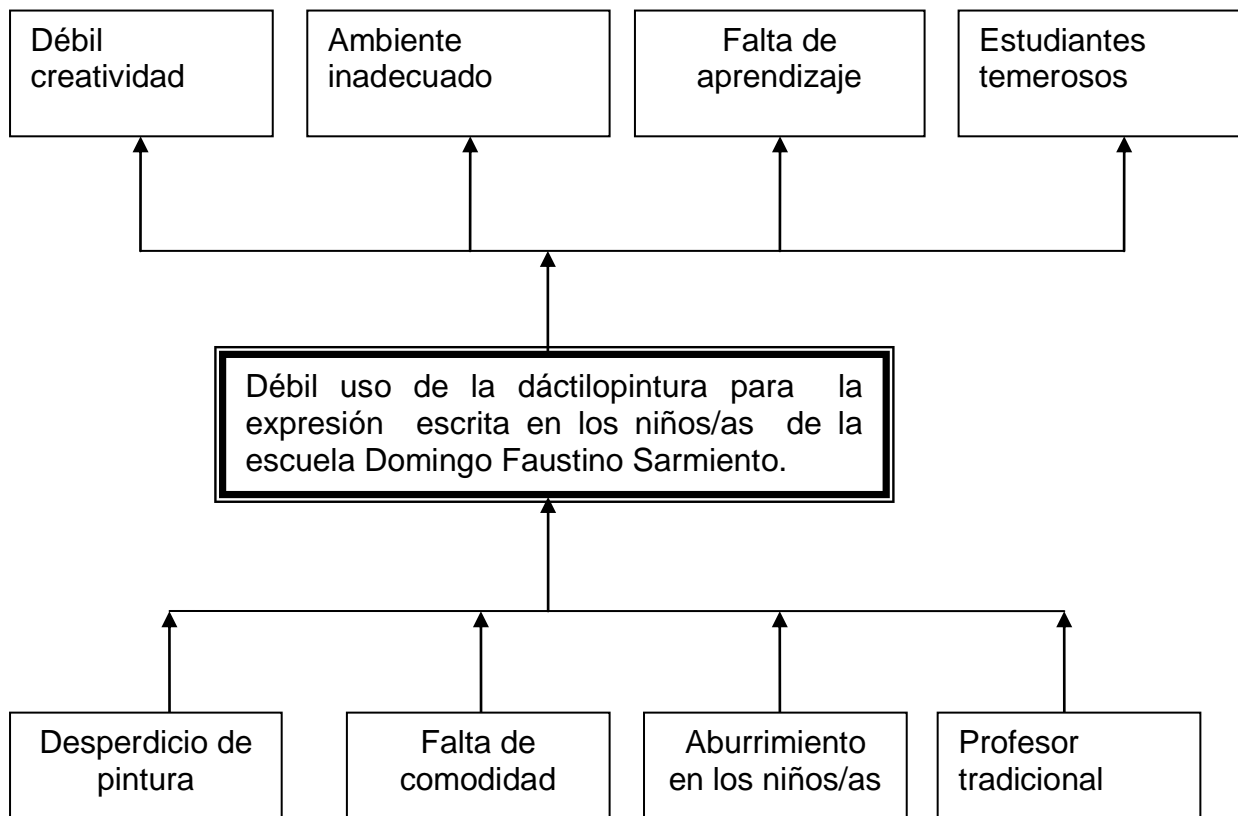 Débil
creatividad
Ambiente
inadecuado
Falta de
aprendizaje
Estudiantes
temerosos
Débil uso de la dáctilopintura para la
expresión escrita en los niños/as de la
escuela Domingo Faustino Sarmiento.
Desperdicio de
pintura
Falta de
comodidad
Aburrimiento
en los niños/as
Profesor
tradicional